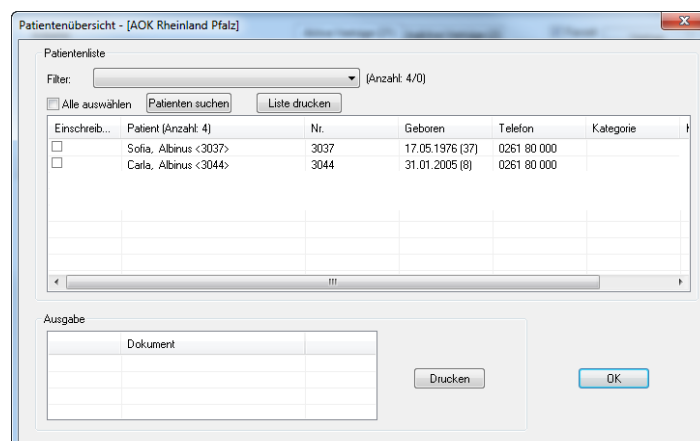 Patientenübersicht - [AOK Rheinland Pfalz]
Patientenliste
Filter: (Anzahl: 4/0)
Alle auswählen Patienten suchen Liste drucken
Einschreib... Patient (Anzahl: 4) Nr. Geboren Telefon Kategorie
Sofia, Albinus <3037> 3037 17.05.1976 (37) 0261 80 000
Carla, Albinus <3044> 3044 31.01.2005 (8) 0261 80 000
Ausgabe
Dokument
Drucken OK